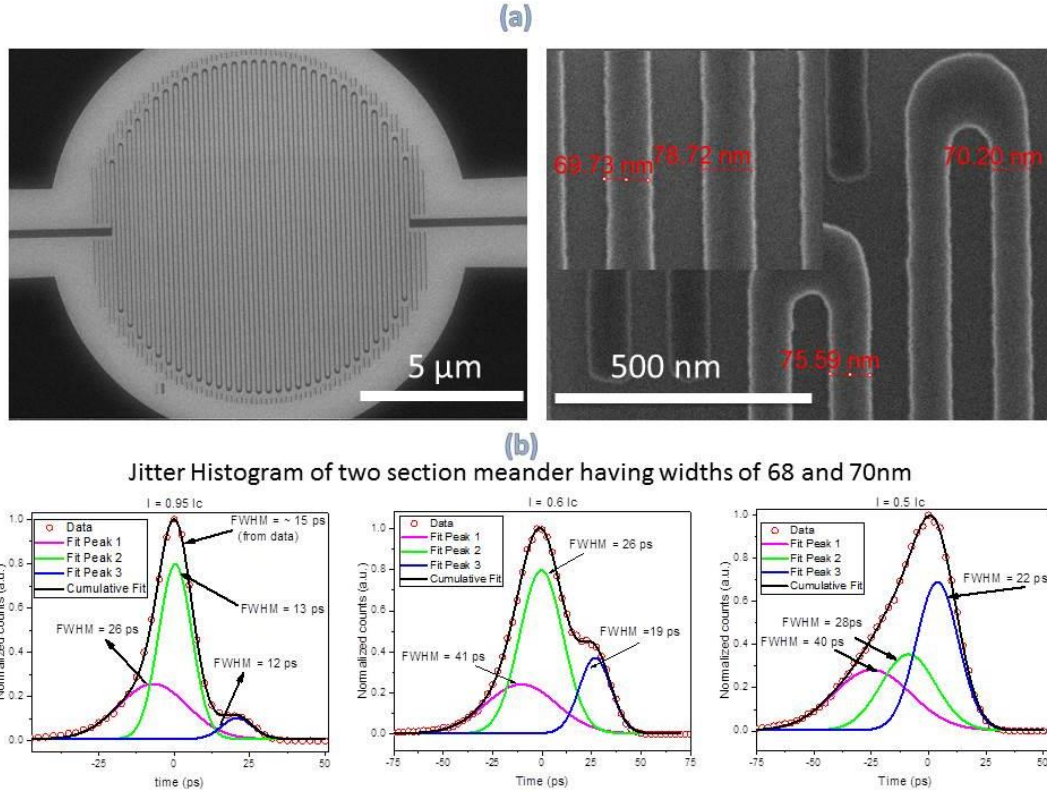 (a)
5 μm
69.73 nm
78.72 nm
70.20 nm
75.59 nm
500 nm
(b)
Jitter Histogram of two section meander having widths of 68 and 70nm
I = 0.95 Ic
Data
Fit Peak 1
Fit Peak 2
Fit Peak 3
Cumulative Fit
FWHM = ~ 15 ps
(from data)
FWHM = 13 ps
FWHM = 26 ps
FWHM = 12 ps
Normalized counts (a.u.)
1.0
0.8
0.6
0.4
0.2
0.0
-25
0
25
50
time (ps)
I = 0.6 Ic
Data
Fit Peak 1
Fit Peak 2
Fit Peak 3
Cumulative Fit
FWHM = 26 ps
FWHM =19 ps
FWHM = 41 ps
Normalized counts (a.u.)
1.0
0.8
0.6
0.4
0.2
0.0
-75
-50
-25
0
25
50
75
Time (ps)
I = 0.5 Ic
Data
Fit Peak 1
Fit Peak 2
Fit Peak 3
Cumulative Fit
FWHM = 22 ps
FWHM = 28ps
FWHM = 40 ps
Normalized counts (a.u.)
1.0
0.8
0.6
0.4
0.2
0.0
-75
-50
-25
0
25
50
Time (ps)